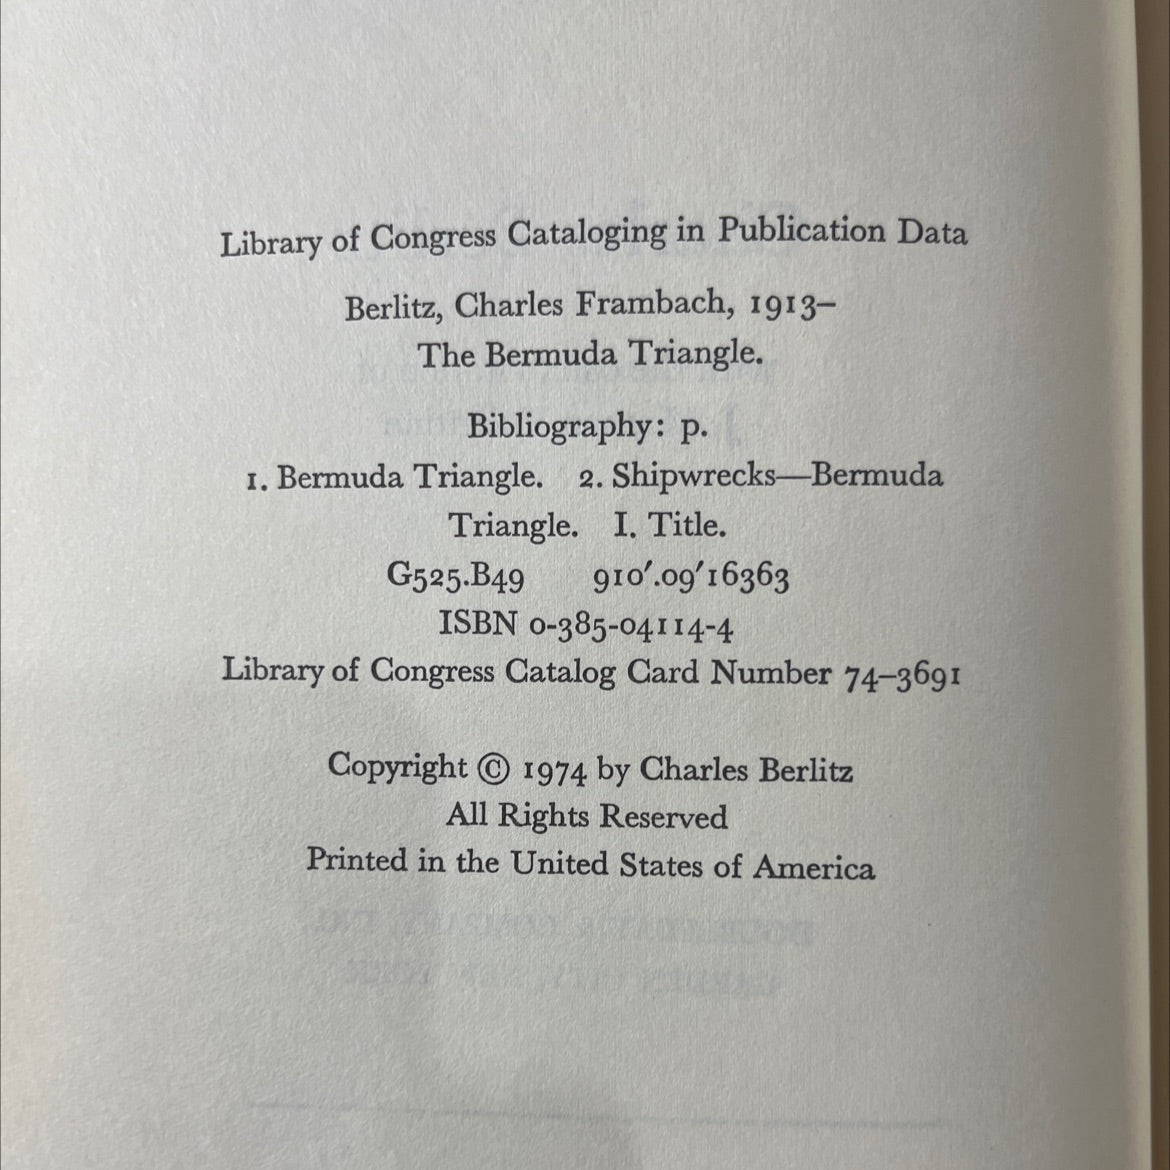 Library of Congress Cataloging in Publication Data
Berlitz, Charles Frambach, 1913–
The Bermuda Triangle.
Bibliography: p.
1. Bermuda Triangle. 2. Shipwrecks—Bermuda
Triangle. I. Title.
G525.B49 910′.09′16363
ISBN 0-385-04114-4
Library of Congress Catalog Card Number 74–3691
Copyright © 1974 by Charles Berlitz
All Rights Reserved
Printed in the United States of America